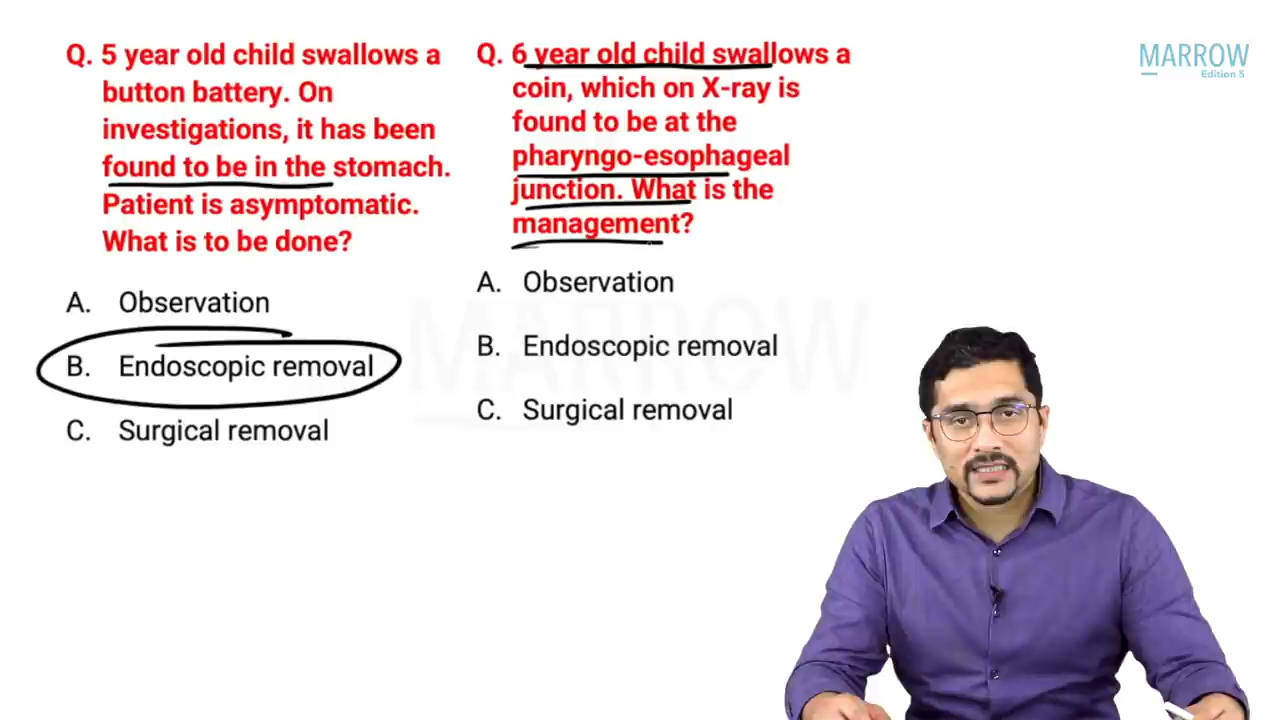 Q. 5 year old child swallows a
button battery. On
investigations, it has been
found to be in the stomach.
Patient is asymptomatic.
What is to be done?
A. Observation
B. Endoscopic removal
C. Surgical removal
Q. 6 year old child swallows a
coin, which on X-ray is
found to be at the
pharyngo-esophageal
junction. What is the
management?
A. Observation
B. Endoscopic removal
C. Surgical removal
MARROW
Edition 5
MARROW